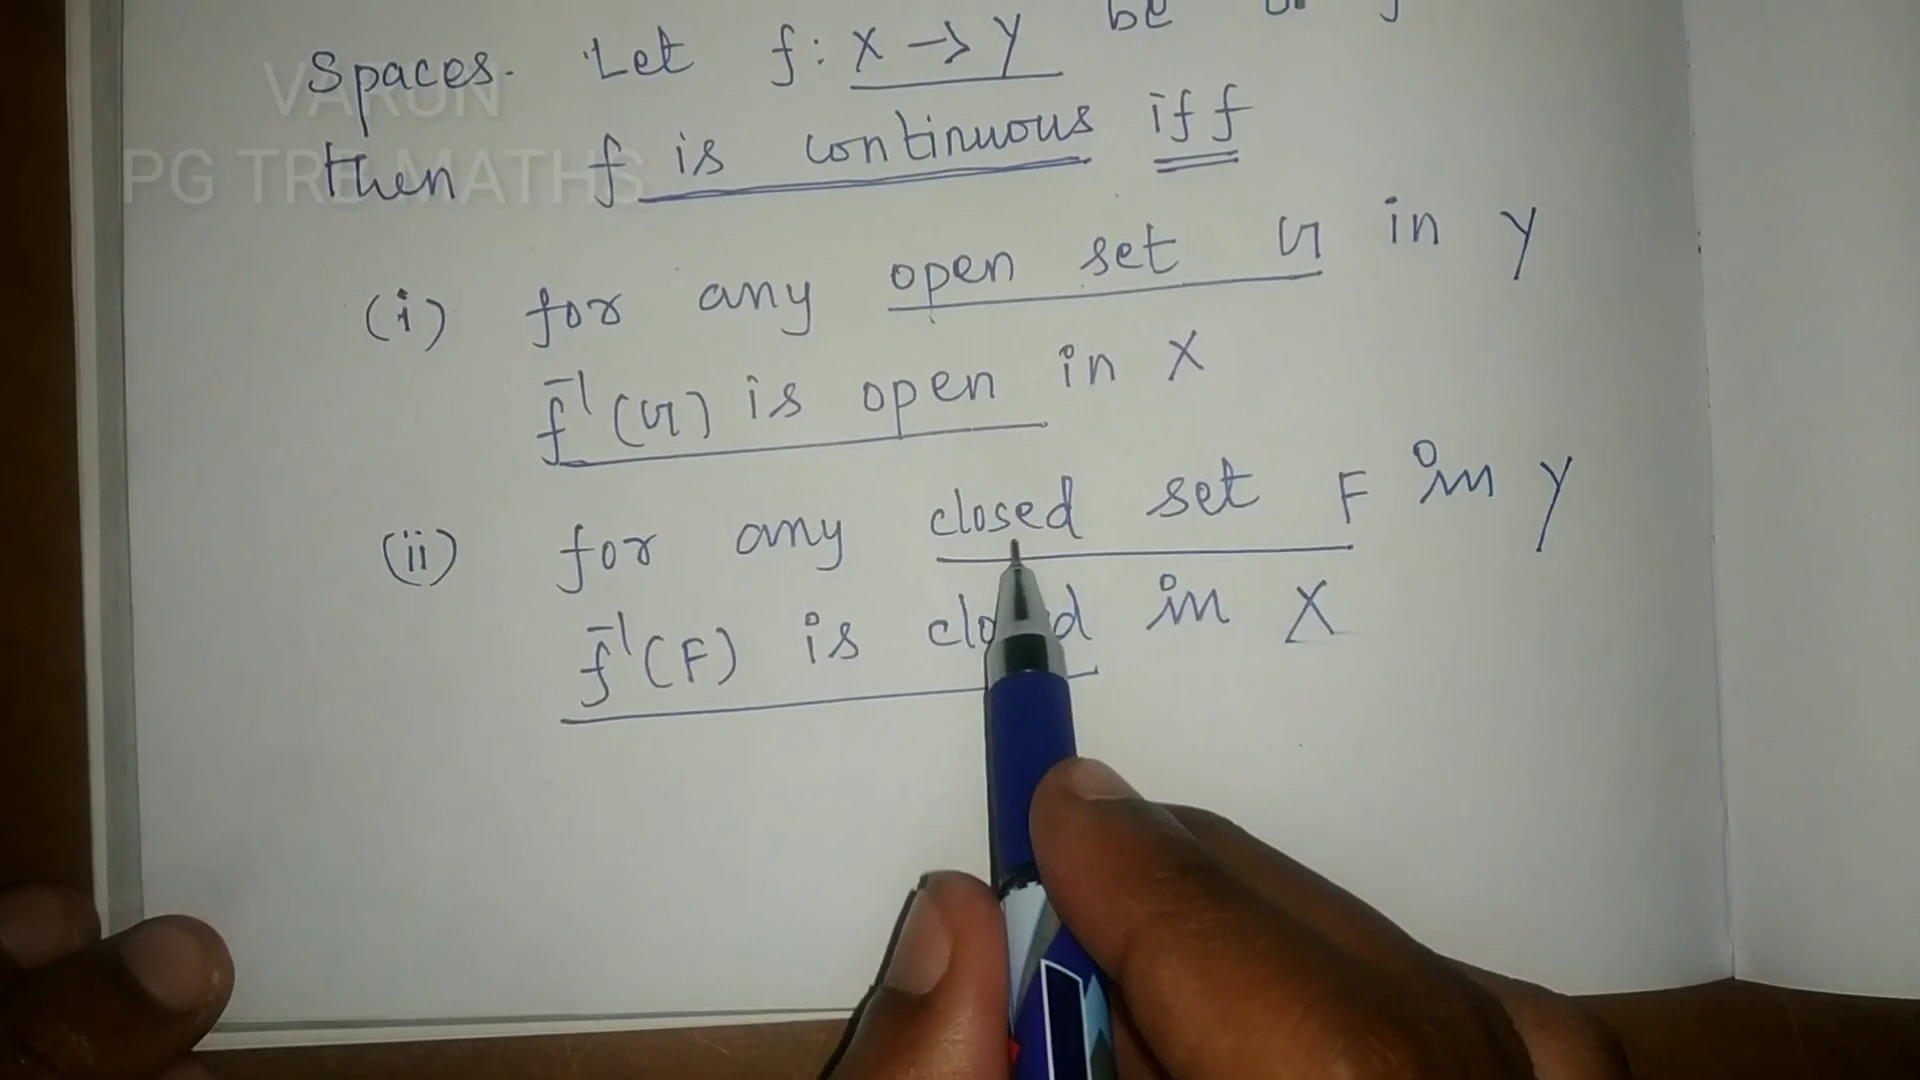 Spaces. Let f: X → Y be
then f is continuous iff
(i) for any open set G in Y
f⁻¹(G) is open in X
(ii) for any closed set F in Y
f⁻¹(F) is closed in X
VARUN
PG TRB MATHS